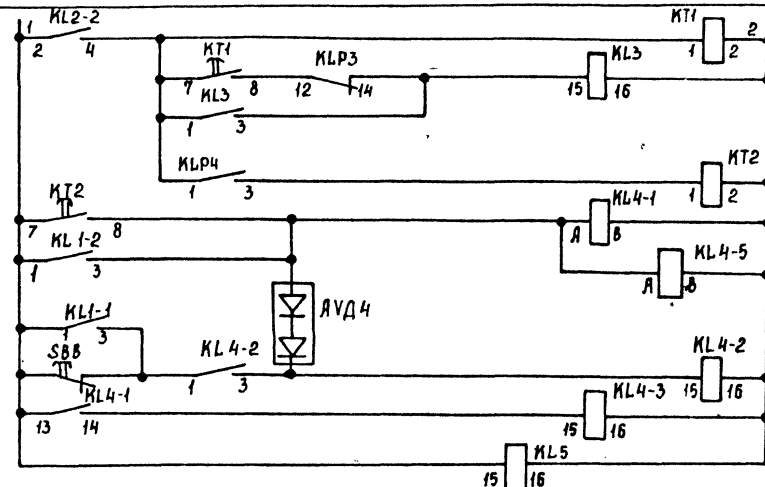 1 KL2-2 KT1 2
2 4 1 2
KT1 KLP3 KL3
7 8 12 14 15 16
KL3
1 3
KLP4 KT2
1 3 1 2
KT2 KL4-1
7 8 A B
KL1-2 KL4-5
1 3 A B
ЯVД4
KL1-1
1 3
SBB KL4-2 KL4-2
1 3 15 16
KL4-1 KL4-3
13 14 15 16
KL5
15 16